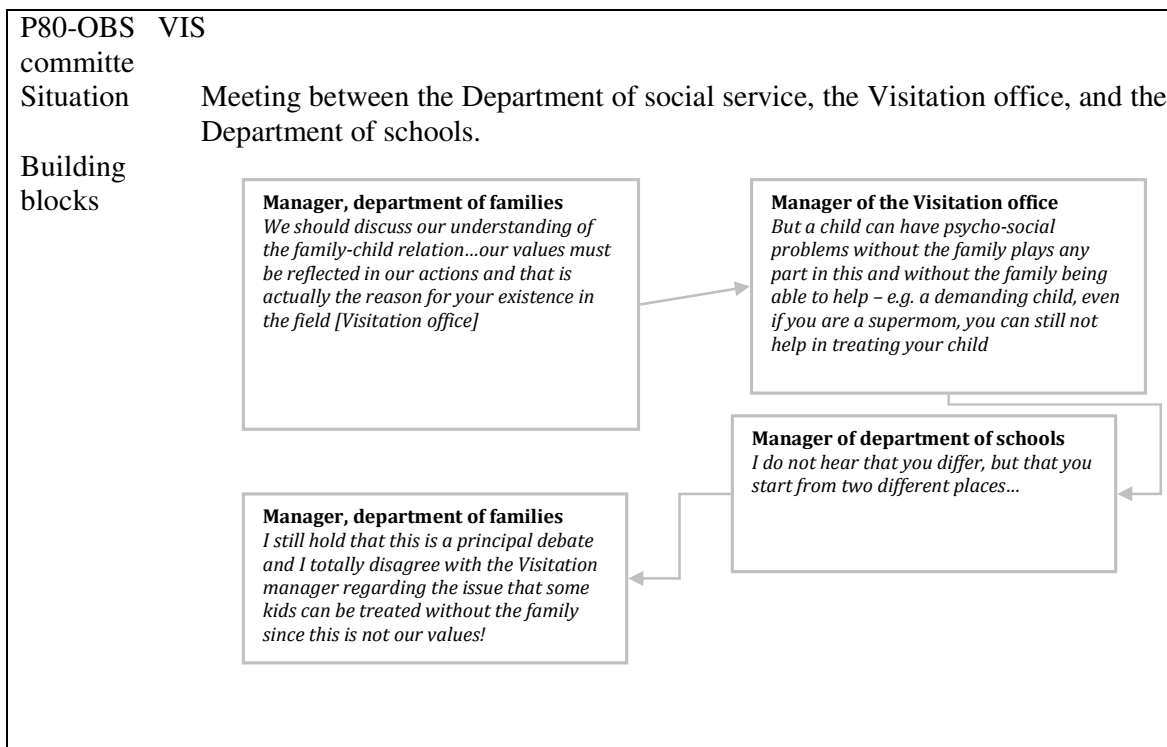 P80-OBS VIS
committe
Situation Meeting between the Department of social service, the Visitation office, and the
Department of schools.
Building
blocks
Manager, department of families
We should discuss our understanding of
the family-child relation…our values must
be reflected in our actions and that is
actually the reason for your existence in
the field [Visitation office]
Manager of the Visitation office
But a child can have psycho-social
problems without the family plays any
part in this and without the family being
able to help – e.g. a demanding child, even
if you are a supermom, you can still not
help in treating your child
Manager of department of schools
I do not hear that you differ, but that you
start from two different places…
Manager, department of families
I still hold that this is a principal debate
and I totally disagree with the Visitation
manager regarding the issue that some
kids can be treated without the family
since this is not our values!